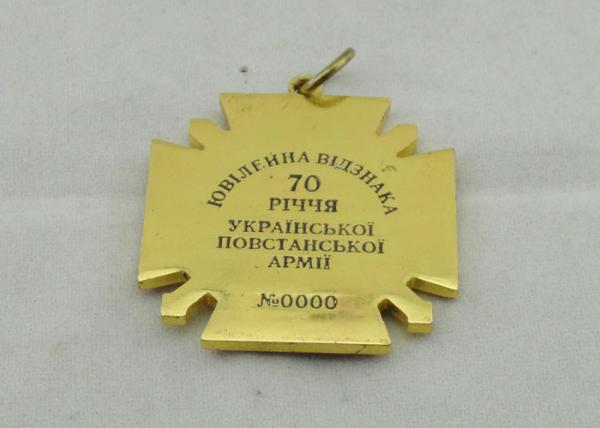 ЮВІЛЕЙНА ВІДЗНАКА
70
РІЧЧЯ
УКРАЇНСЬКОЇ
ПОВСТАНСЬКОЇ
АРМІЇ
№0000